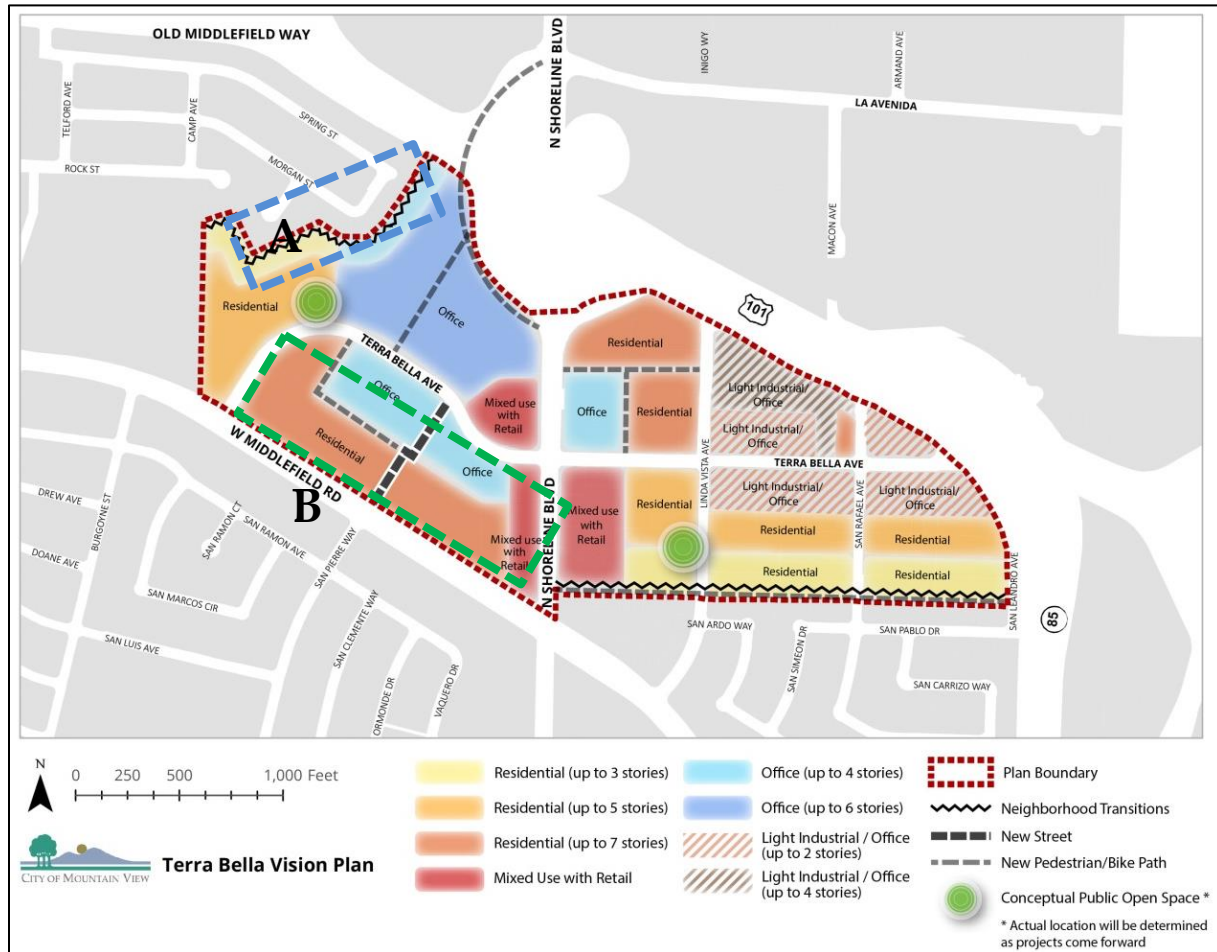 OLD MIDDLEFIELD WAY
N SHORELINE BLVD
INIGO WY
ARMAND AVE
LA AVENIDA
TELFORD AVE
CAMP AVE
SPRING ST
MORGAN ST
ROCK ST
MACON AVE
A
101
Residential
Office
TERRA BELLA AVE
Residential
Office
Mixed use
with
Retail
Office
Residential
Light Industrial/
Office
Light Industrial/
Office
TERRA BELLA AVE
LINDA VISTA AVE
Residential
W MIDDLEFIELD RD
B
Office
Mixed use
with
Retail
N SHORELINE BLVD
Mixed use
with
Retail
Residential
Light Industrial/
Office
Light Industrial/
Office
SAN RAFAEL AVE
Residential
Residential
Residential
Residential
SAN LEANDRO AVE
85
DREW AVE
BURGOYNE ST
SAN RAMON CT
SAN RAMON AVE
DOANE AVE
SAN PIERRE WAY
SAN MARCOS CIR
SAN LUIS AVE
SAN CLEMENTE WAY
ORMONDE DR
VAQUERO DR
SAN ARDO WAY
SAN SIMEON DR
SAN PABLO DR
SAN CARRIZO WAY
N
0 250 500 1,000 Feet
CITY OF MOUNTAIN VIEW
Terra Bella Vision Plan
Residential (up to 3 stories)
Residential (up to 5 stories)
Residential (up to 7 stories)
Mixed Use with Retail
Office (up to 4 stories)
Office (up to 6 stories)
Light Industrial / Office
(up to 2 stories)
Light Industrial / Office
(up to 4 stories)
Plan Boundary
Neighborhood Transitions
New Street
New Pedestrian/Bike Path
Conceptual Public Open Space *
* Actual location will be determined
as projects come forward